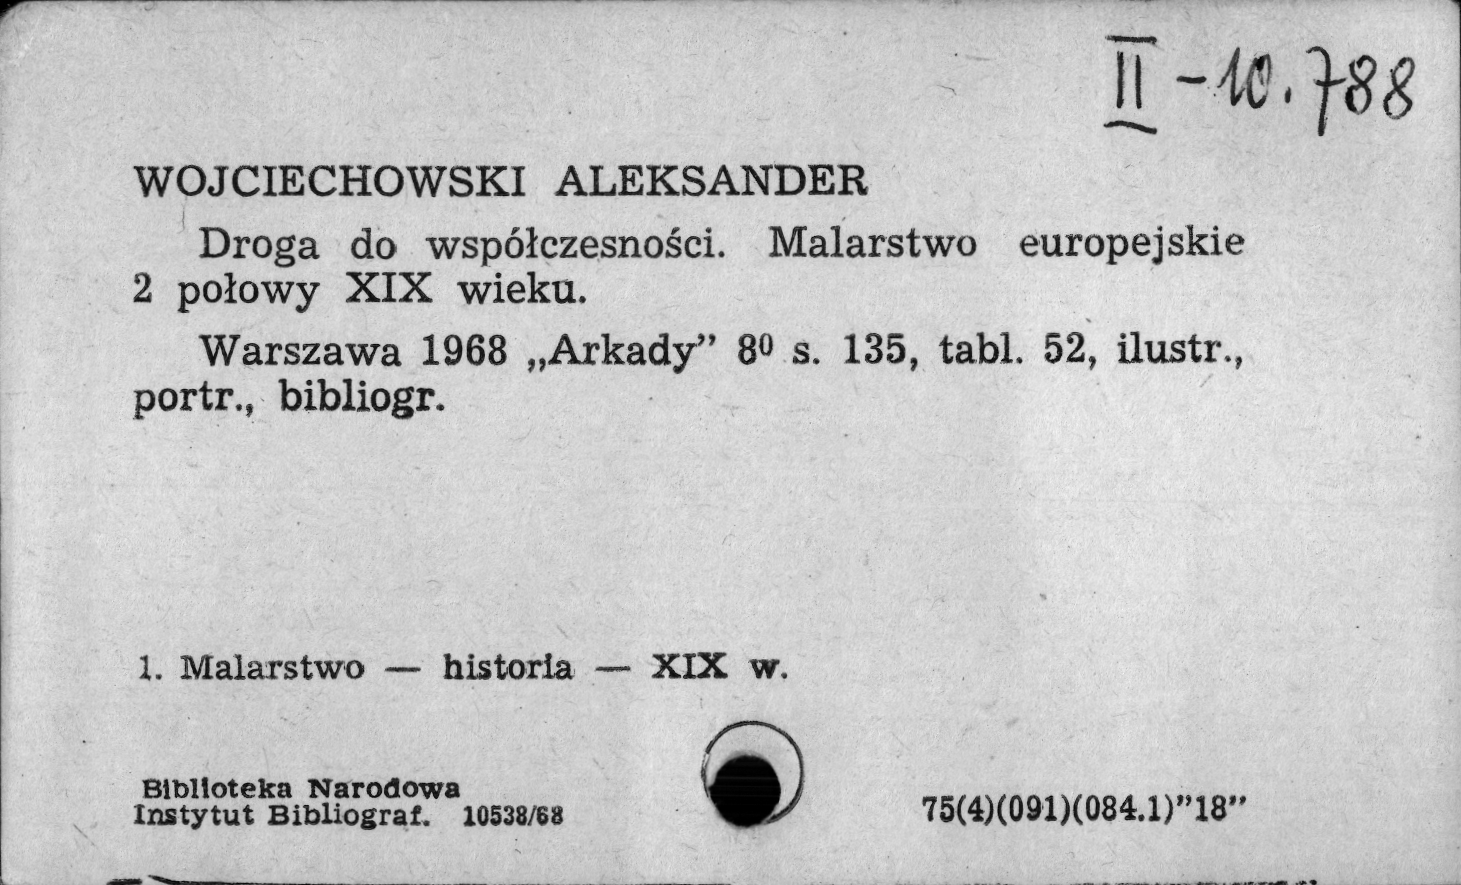 II - 10.788
WOJCIECHOWSKI ALEKSANDER
Droga do współczesności. Malarstwo europejskie
2 połowy XIX wieku.
Warszawa 1968 „Arkady” 8⁰ s. 135, tabl. 52, ilustr.,
portr., bibliogr.
1. Malarstwo — historia — XIX w.
Biblioteka Narodowa
Instytut Bibliograf. 10538/68
75(4)(091)(084.1)”18”